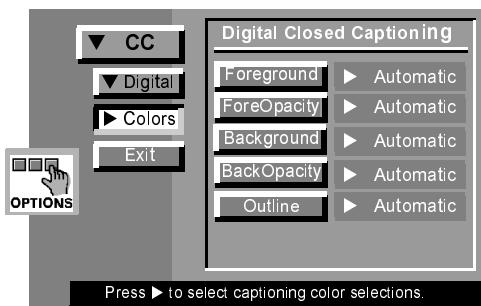 ▼ CC
▼ Digital
▶ Colors
Exit
OPTIONS
Digital Closed Captioning
Foreground ▶ Automatic
ForeOpacity ▶ Automatic
Background ▶ Automatic
BackOpacity ▶ Automatic
Outline ▶ Automatic
Press ▶ to select captioning color selections.